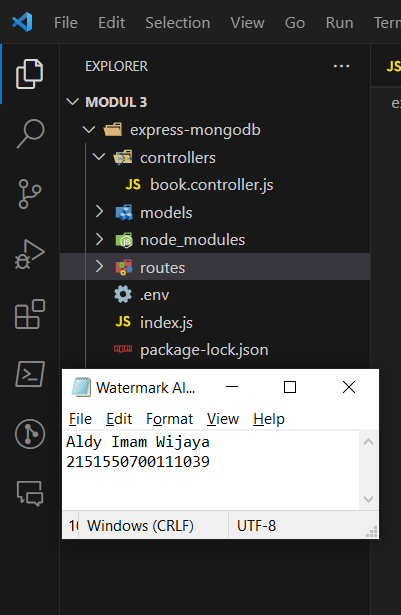 File Edit Selection View Go Run Term
EXPLORER ...
JS
MODUL 3
express-mongodb
e
controllers
JS book.controller.js
models
node_modules
routes
.env
JS index.js
package-lock.json
Watermark Al...
File Edit Format View Help
Aldy Imam Wijaya
2151550700111039
10 Windows (CRLF) UTF-8